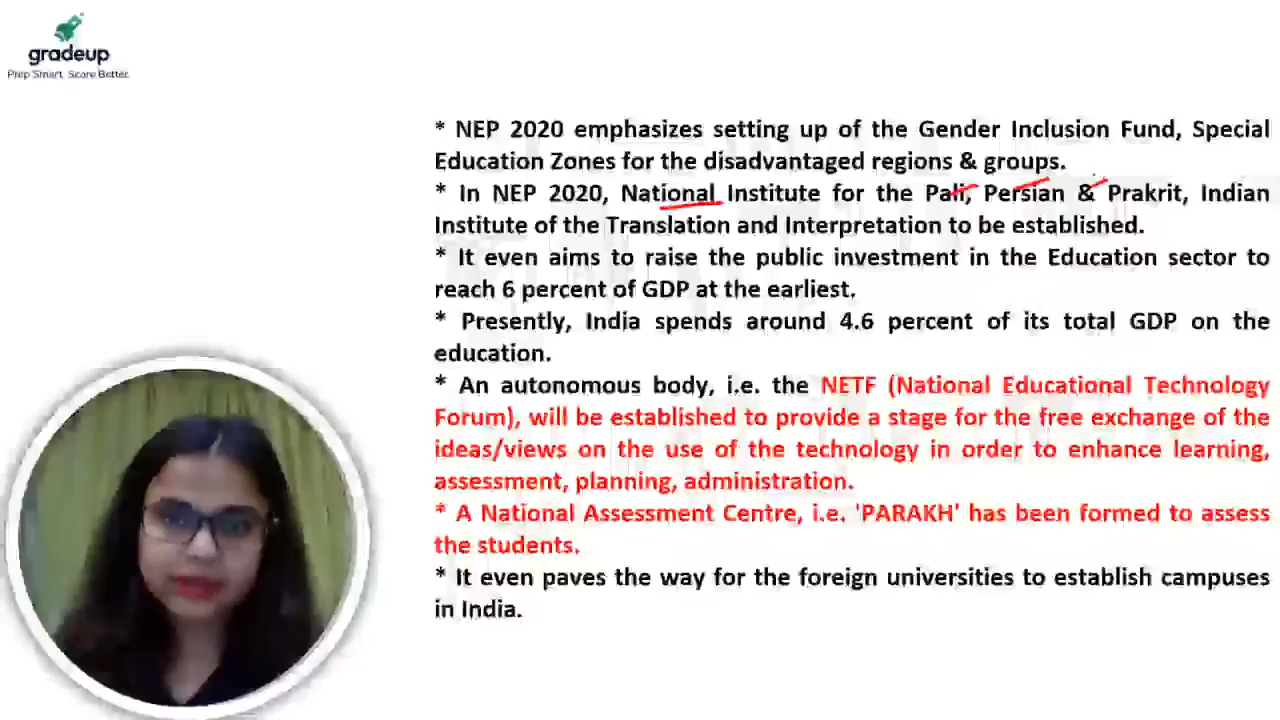 gradeup
Prep Smart. Score Better.
* NEP 2020 emphasizes setting up of the Gender Inclusion Fund, Special
Education Zones for the disadvantaged regions & groups.
* In NEP 2020, National Institute for the Pali, Persian & Prakrit, Indian
Institute of the Translation and Interpretation to be established.
* It even aims to raise the public investment in the Education sector to
reach 6 percent of GDP at the earliest.
* Presently, India spends around 4.6 percent of its total GDP on the
education.
* An autonomous body, i.e. the NETF (National Educational Technology
Forum), will be established to provide a stage for the free exchange of the
ideas/views on the use of the technology in order to enhance learning,
assessment, planning, administration.
* A National Assessment Centre, i.e. 'PARAKH' has been formed to assess
the students.
* It even paves the way for the foreign universities to establish campuses
in India.